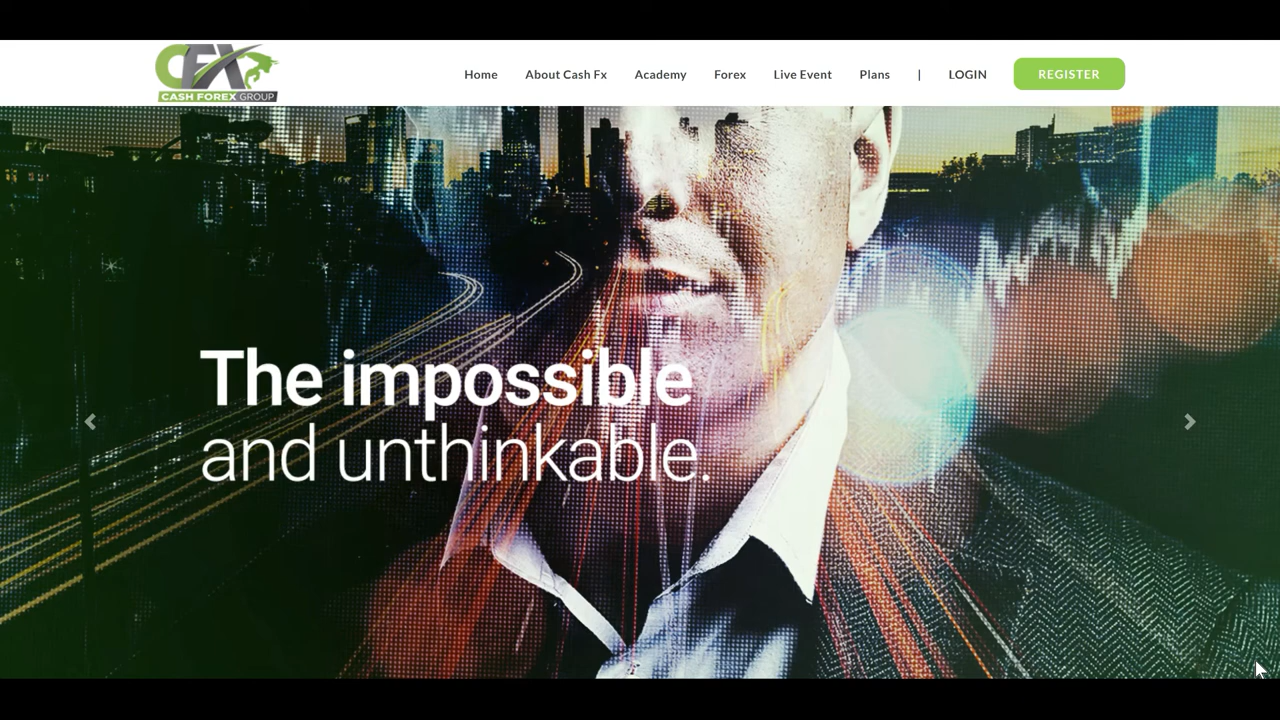 CFX
CASH FOREX GROUP
Home About Cash Fx Academy Forex Live Event Plans | LOGIN REGISTER
The impossible
and unthinkable.